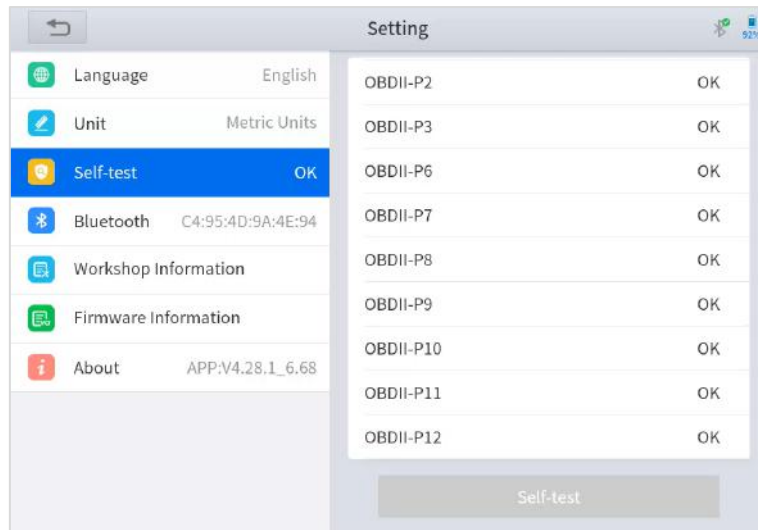 Setting
92%
Language English
Unit Metric Units
Self-test OK
Bluetooth C4:95:4D:9A:4E:94
Workshop Information
Firmware Information
About APP:V4.28.1_6.68
OBDII-P2 OK
OBDII-P3 OK
OBDII-P6 OK
OBDII-P7 OK
OBDII-P8 OK
OBDII-P9 OK
OBDII-P10 OK
OBDII-P11 OK
OBDII-P12 OK
Self-test